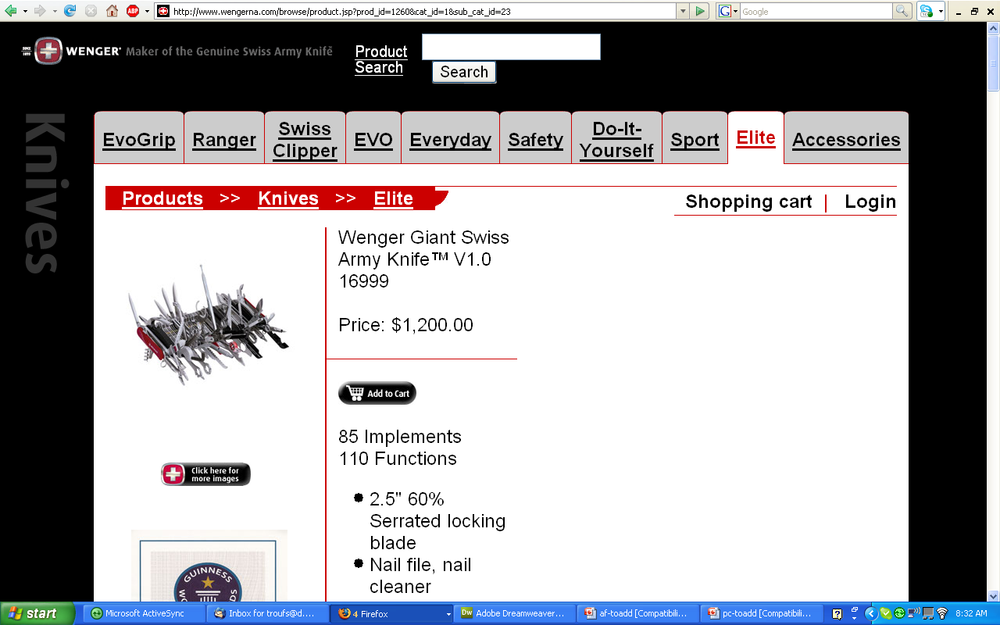 http://www.wengerna.com/browse/product.jsp?prod_id=1260&cat_id=1&sub_cat_id=23
ABP
Google
SINCE 1893
WENGER Maker of the Genuine Swiss Army Knife
Product
Search
Search
Knives
EvoGrip
Ranger
Swiss
Clipper
EVO
Everyday
Safety
Do-It-
Yourself
Sport
Elite
Accessories
Products >> Knives >> Elite
Shopping cart | Login
Wenger Giant Swiss
Army Knife™ V1.0
16999
Price: $1,200.00
Add to Cart
85 Implements
110 Functions
• 2.5" 60%
Serrated locking
blade
• Nail file, nail
cleaner
Click here for
more images
GUINNESS
start
Microsoft ActiveSync
Inbox for troufs@d....
4 Firefox
Adobe Dreamweaver...
af-toadd [Compatibili...
pc-toadd [Compatibil...
8:32 AM